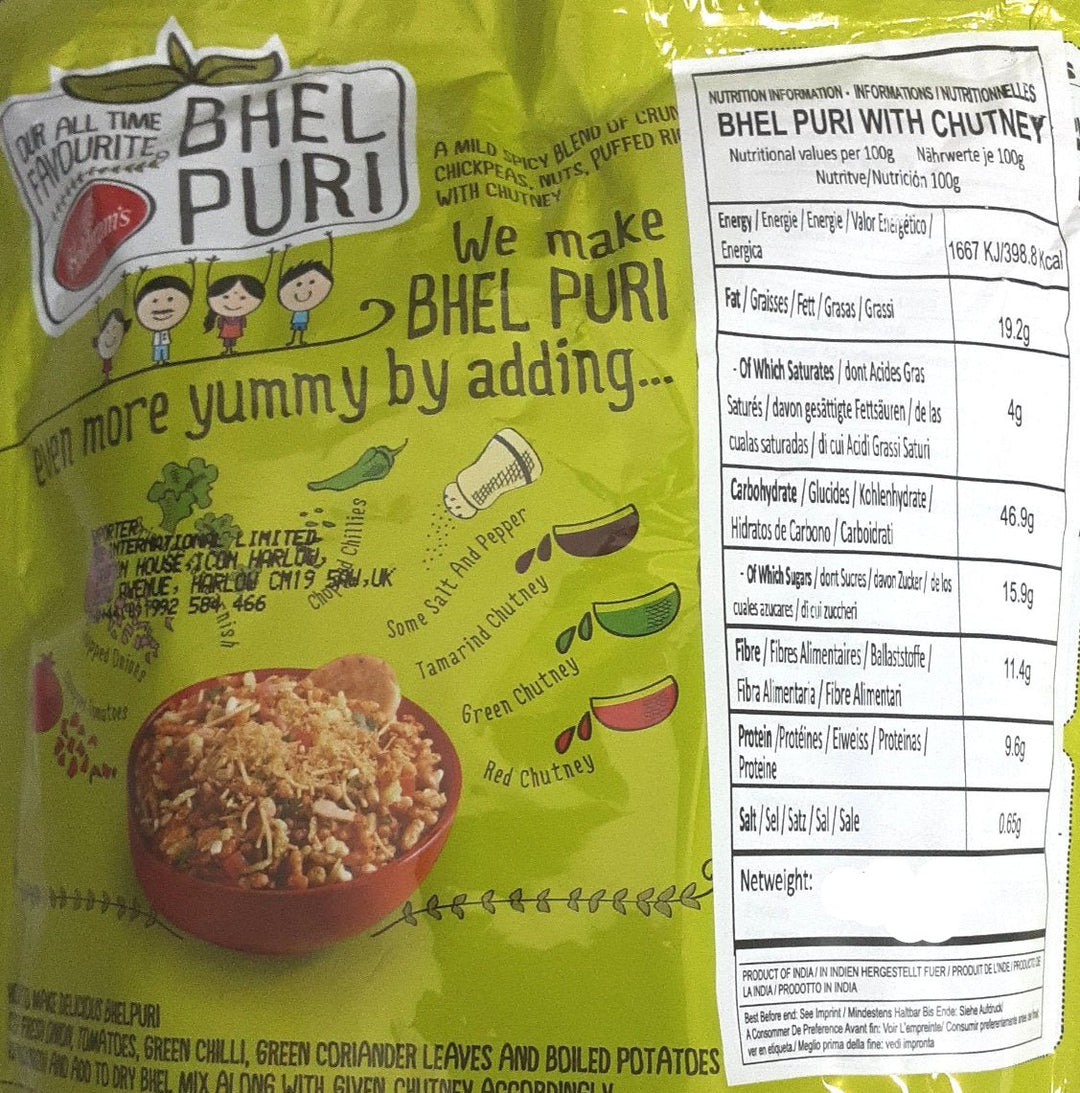 OUR ALL TIME
FAVOURITE
BHEL
PURI
A MILD SPICY BLEND OF
CHICKPEAS, NUTS, PUFFED
WITH CHUTNEY
We make
BHEL PURI
even more yummy by adding...
Chopped Chillies
Some Salt And Pepper
Tamarind Chutney
Green Chutney
Red Chutney
LIMITED
HOUSE, ICON HARLOW,
AVENUE, HARLOW CM19 ,UK
1992 584 466
Onions
TOMATOES, GREEN CHILLI, GREEN CORIANDER LEAVES AND BOILED POTATOES
AND ADD TO DRY BHEL MIX ALONG WITH GIVEN CHUTNEY ACCORDINGLY
NUTRITION INFORMATION - INFORMATIONS / NUTRITIONNELLES
BHEL PURI WITH CHUTNEY
Nutritional values per 100g Nährwerte je 100g
Nutritve/Nutrición 100g
Energy / Energie / Energie / Valor Energético /
Energica
1667 KJ/398.8 Kcal
Fat / Graisses / Fett / Grasas / Grassi
19.2g
- Of Which Saturates / dont Acides Gras
Saturés / davon gesättigte Fettsäuren / de las
cualas saturadas / di cui Acidi Grassi Saturi
4g
Carbohydrate / Glucides / Kohlenhydrate /
Hidratos de Carbono / Carboidrati
46.9g
- Of Which Sugars / dont Sucres / davon Zucker / de los
cuales azucares / di cui zuccheri
15.9g
Fibre / Fibres Alimentaires / Ballaststoffe /
Fibra Alimentaria / Fibre Alimentari
11.4g
Protein /Protéines / Eiweiss / Proteinas /
Proteine
9.6g
Salt / Sel / Satz / Sal / Sale
0.65g
Netweight:
PRODUCT OF INDIA / IN INDIEN HERGESTELLT FUER / PRODUIT DE L'INDE / PRODUCTO DE
LA INDIA / PRODOTTO IN INDIA
Best Before end: See Imprint / Mindestens Haltbar Bis Ende: Siehe Aufdruck/
A Consommer De Preference Avant fin: Voir L'empreinte/ Consumir preferentemente antes del
ver en etiqueta./ Meglio prima della fine: vedi impronta